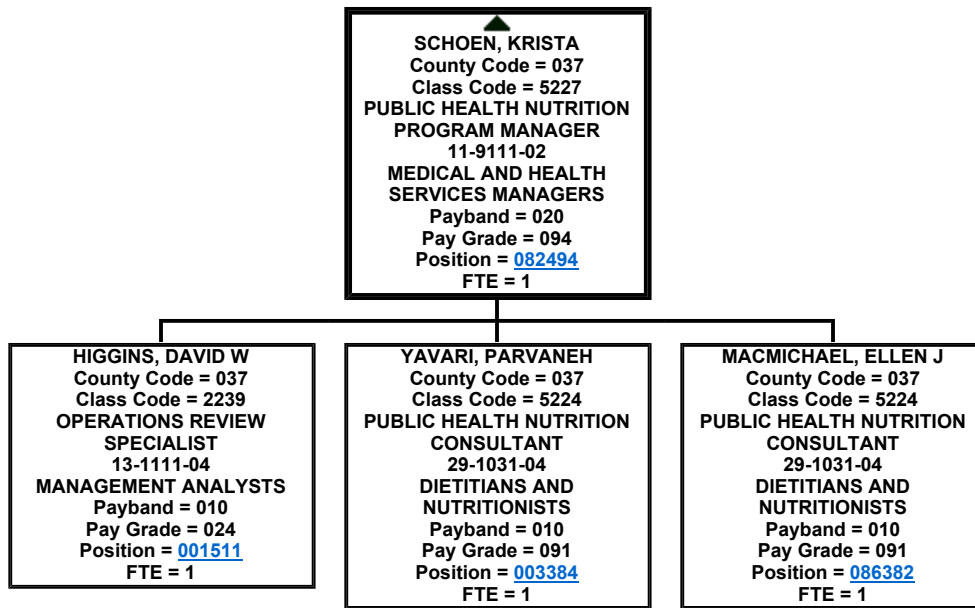 SCHOEN, KRISTA
County Code = 037
Class Code = 5227
PUBLIC HEALTH NUTRITION
PROGRAM MANAGER
11-9111-02
MEDICAL AND HEALTH
SERVICES MANAGERS
Payband = 020
Pay Grade = 094
Position = 082494
FTE = 1
HIGGINS, DAVID W
County Code = 037
Class Code = 2239
OPERATIONS REVIEW
SPECIALIST
13-1111-04
MANAGEMENT ANALYSTS
Payband = 010
Pay Grade = 024
Position = 001511
FTE = 1
YAVARI, PARVANEH
County Code = 037
Class Code = 5224
PUBLIC HEALTH NUTRITION
CONSULTANT
29-1031-04
DIETITIANS AND
NUTRITIONISTS
Payband = 010
Pay Grade = 091
Position = 003384
FTE = 1
MACMICHAEL, ELLEN J
County Code = 037
Class Code = 5224
PUBLIC HEALTH NUTRITION
CONSULTANT
29-1031-04
DIETITIANS AND
NUTRITIONISTS
Payband = 010
Pay Grade = 091
Position = 086382
FTE = 1